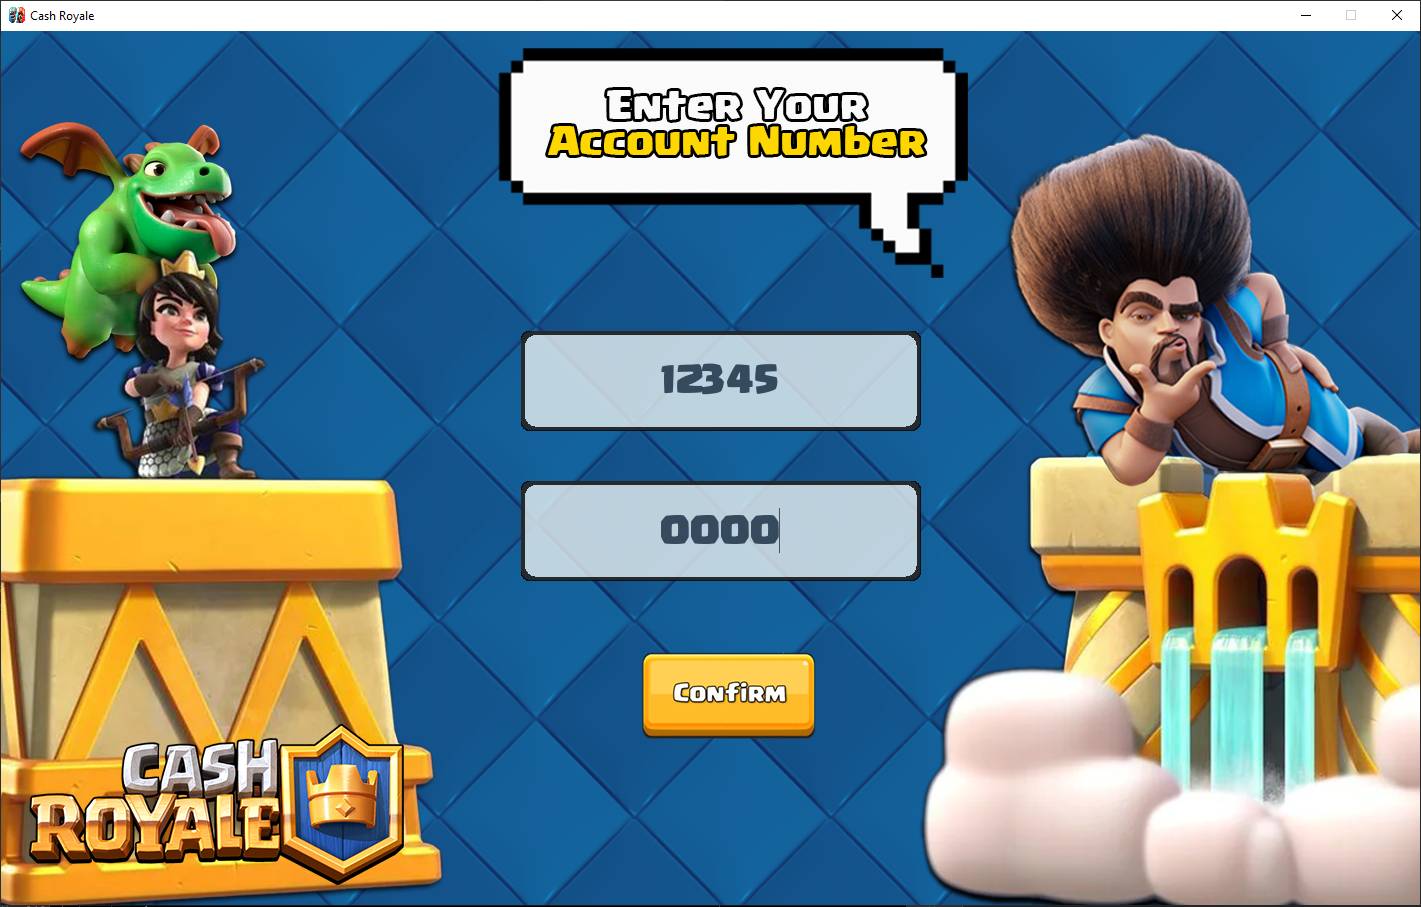 Cash Royale
Enter Your
Account Number
12345
0000
Confirm
CASH
ROYALE